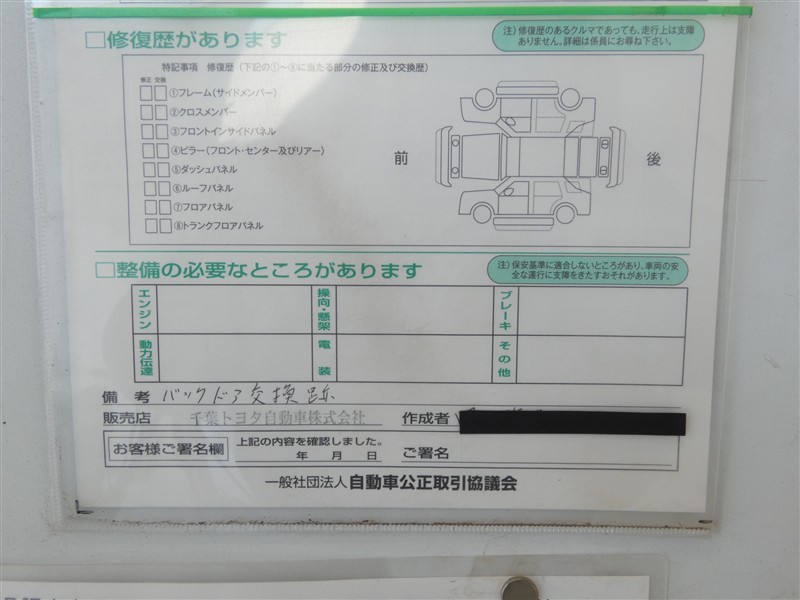 □修復歴があります
注）修復歴のあるクルマであっても、走行上は支障
ありません。詳細は係員にお尋ね下さい。
特記事項 修復歴（下記の①〜⑧に当たる部分の修正及び交換歴）
修正 交換
①フレーム（サイドメンバー）
②クロスメンバー
③フロントインサイドパネル
④ピラー（フロント・センター及びリアー）
⑤ダッシュパネル
⑥ルーフパネル
⑦フロアパネル
⑧トランクフロアパネル
前
後
□整備の必要なところがあります
注）保安基準に適合しないところがあり、車両の安
全な運行に支障をきたすおそれがあります。
エンジン
操向・懸架
ブレーキ
動力伝達
電装
その他
備考 バックドア交換跡
販売店 千葉トヨタ自動車株式会社 作成者
お客様ご署名欄 上記の内容を確認しました。
年 月 日 ご署名
一般社団法人 自動車公正取引協議会